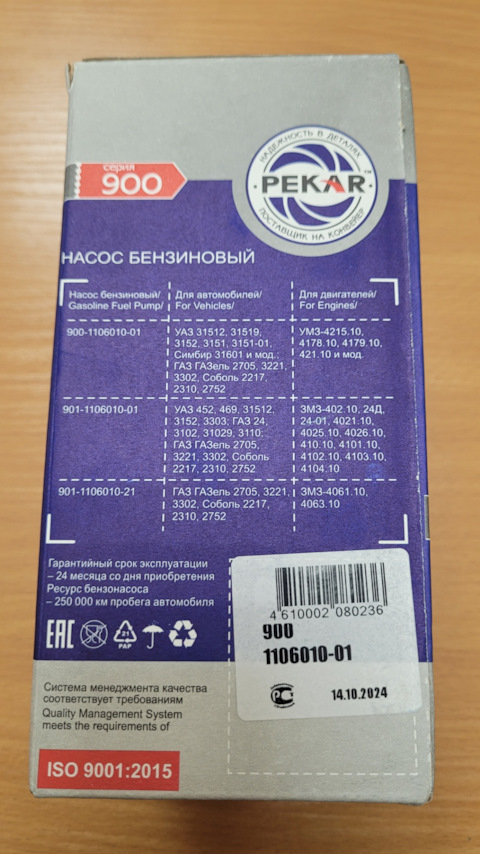 серия
900
НАДЕЖНОСТЬ В ДЕТАЛЯХ
PEKAR™
ПОСТАВЩИК НА КОНВЕЙЕР
НАСОС БЕНЗИНОВЫЙ
Насос бензиновый/
Gasoline Fuel Pump/
Для автомобилей/
For Vehicles/
Для двигателей/
For Engines/
900-1106010-01
УАЗ 31512, 31519,
3152, 3151, 3151-01,
Симбир 31601 и мод.;
ГАЗ ГАЗель 2705, 3221,
3302, Соболь 2217,
2310, 2752
УМЗ-4215.10,
4178.10, 4179.10,
421.10 и мод.
901-1106010-01
УАЗ 452, 469, 31512,
3152, 3303; ГАЗ 24,
3102, 31029, 3110;
ГАЗ ГАЗель 2705,
3221, 3302, Соболь
2217, 2310, 2752
ЗМЗ-402.10, 24Д,
24-01, 4021.10,
4025.10, 4026.10,
410.10, 4101.10,
4102.10, 4103.10,
4104.10
901-1106010-21
ГАЗ ГАЗель 2705, 3221,
3302, Соболь 2217,
2310, 2752
ЗМЗ-4061.10,
4063.10
Гарантийный срок эксплуатации
– 24 месяца со дня приобретения
Ресурс бензонасоса
– 250 000 км пробега автомобиля
EAC
21
PAP
4 610002 080236
900
1106010-01
14.10.2024
Система менеджмента качества
соответствует требованиям
Quality Management System
meets the requirements of
ISO 9001:2015